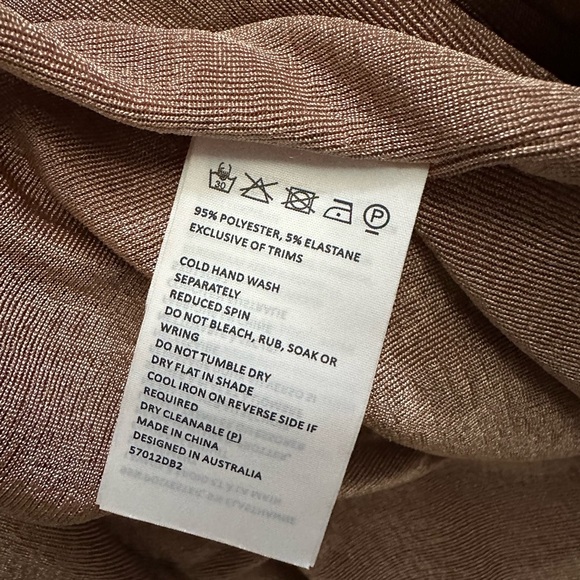 30
P
95% POLYESTER, 5% ELASTANE
EXCLUSIVE OF TRIMS
COLD HAND WASH
SEPARATELY
REDUCED SPIN
DO NOT BLEACH, RUB, SOAK OR
WRING
DO NOT TUMBLE DRY
DRY FLAT IN SHADE
COOL IRON ON REVERSE SIDE IF
REQUIRED
DRY CLEANABLE (P)
MADE IN CHINA
DESIGNED IN AUSTRALIA
57012DB2